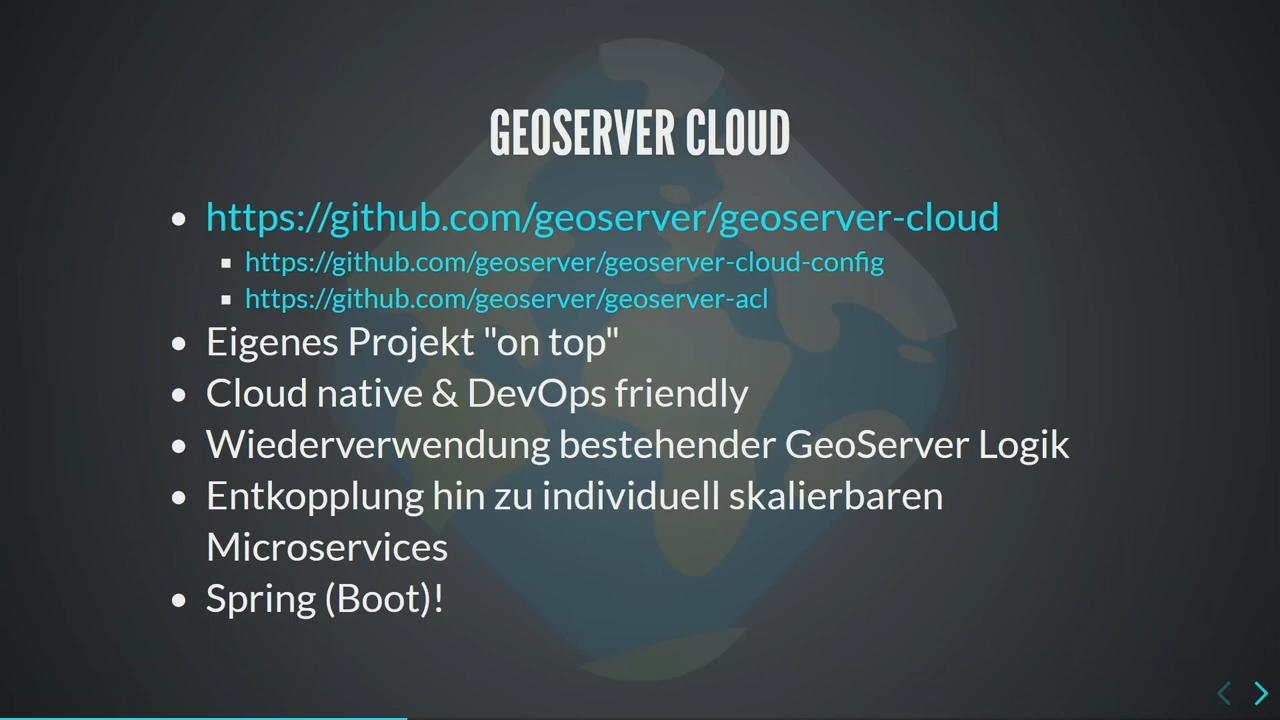 GEOSERVER CLOUD
https://github.com/geoserver/geoserver-cloud
https://github.com/geoserver/geoserver-cloud-config
https://github.com/geoserver/geoserver-acl
Eigenes Projekt "on top"
Cloud native & DevOps friendly
Wiederverwendung bestehender GeoServer Logik
Entkopplung hin zu individuell skalierbaren
Microservices
Spring (Boot)!